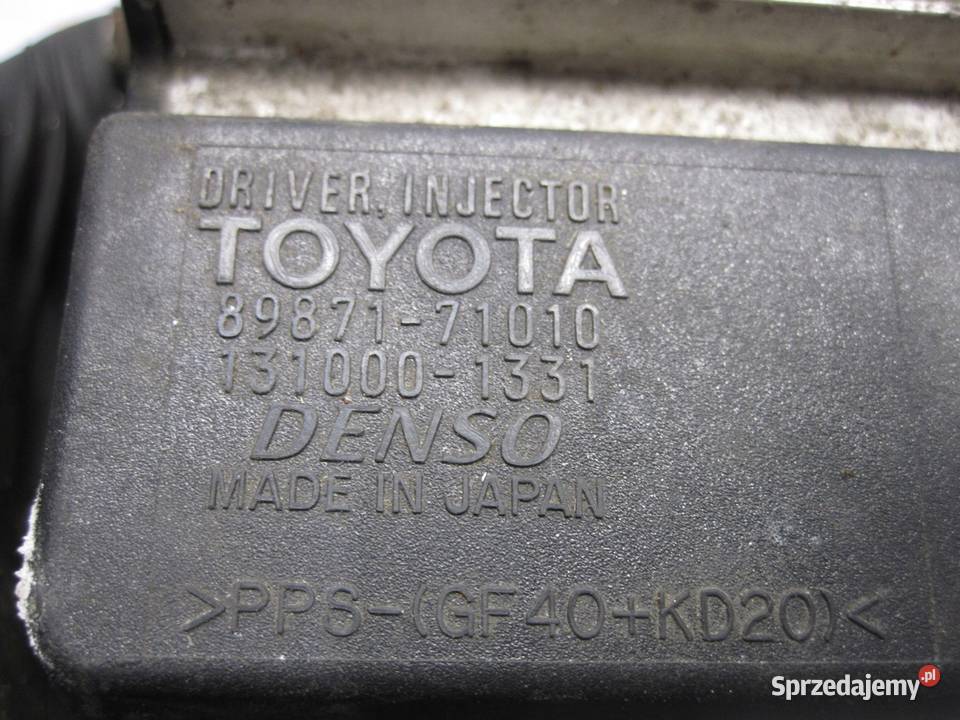 DRIVER, INJECTOR
TOYOTA
89871-71010
131000-1331
DENSO
MADE IN JAPAN
>PPS-(GF40+KD20)<
Sprzedajemy.pl